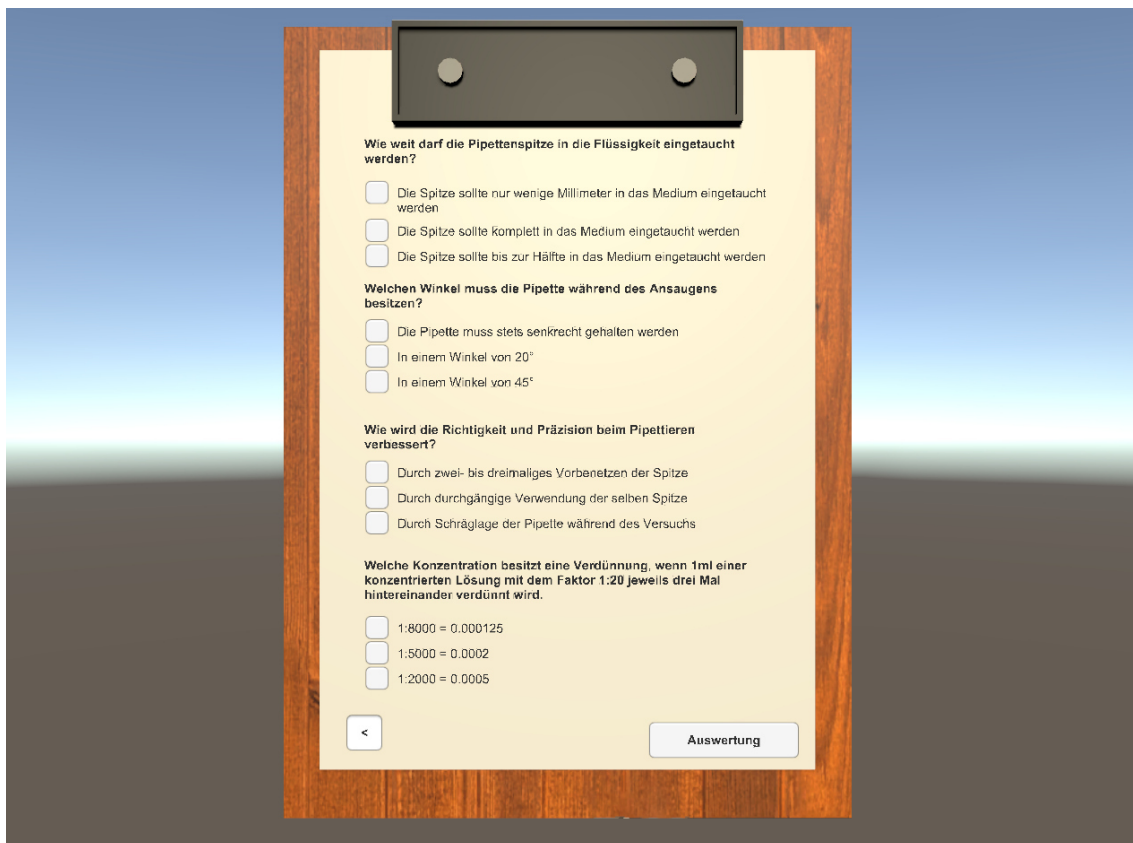 Wie weit darf die Pipettenspitze in die Flüssigkeit eingetaucht
werden?
Die Spitze sollte nur wenige Millimeter in das Medium eingetaucht
werden
Die Spitze sollte komplett in das Medium eingetaucht werden
Die Spitze sollte bis zur Hälfte in das Medium eingetaucht werden
Welchen Winkel muss die Pipette während des Ansaugens
besitzen?
Die Pipette muss stets senkrecht gehalten werden
In einem Winkel von 20°
In einem Winkel von 45°
Wie wird die Richtigkeit und Präzision beim Pipettieren
verbessert?
Durch zwei- bis dreimaliges Vorbenetzen der Spitze
Durch durchgängige Verwendung der selben Spitze
Durch Schräglage der Pipette während des Versuchs
Welche Konzentration besitzt eine Verdünnung, wenn 1ml einer
konzentrierten Lösung mit dem Faktor 1:20 jeweils drei Mal
hintereinander verdünnt wird.
1:8000 = 0.000125
1:5000 = 0.0002
1:2000 = 0.0005
<
Auswertung